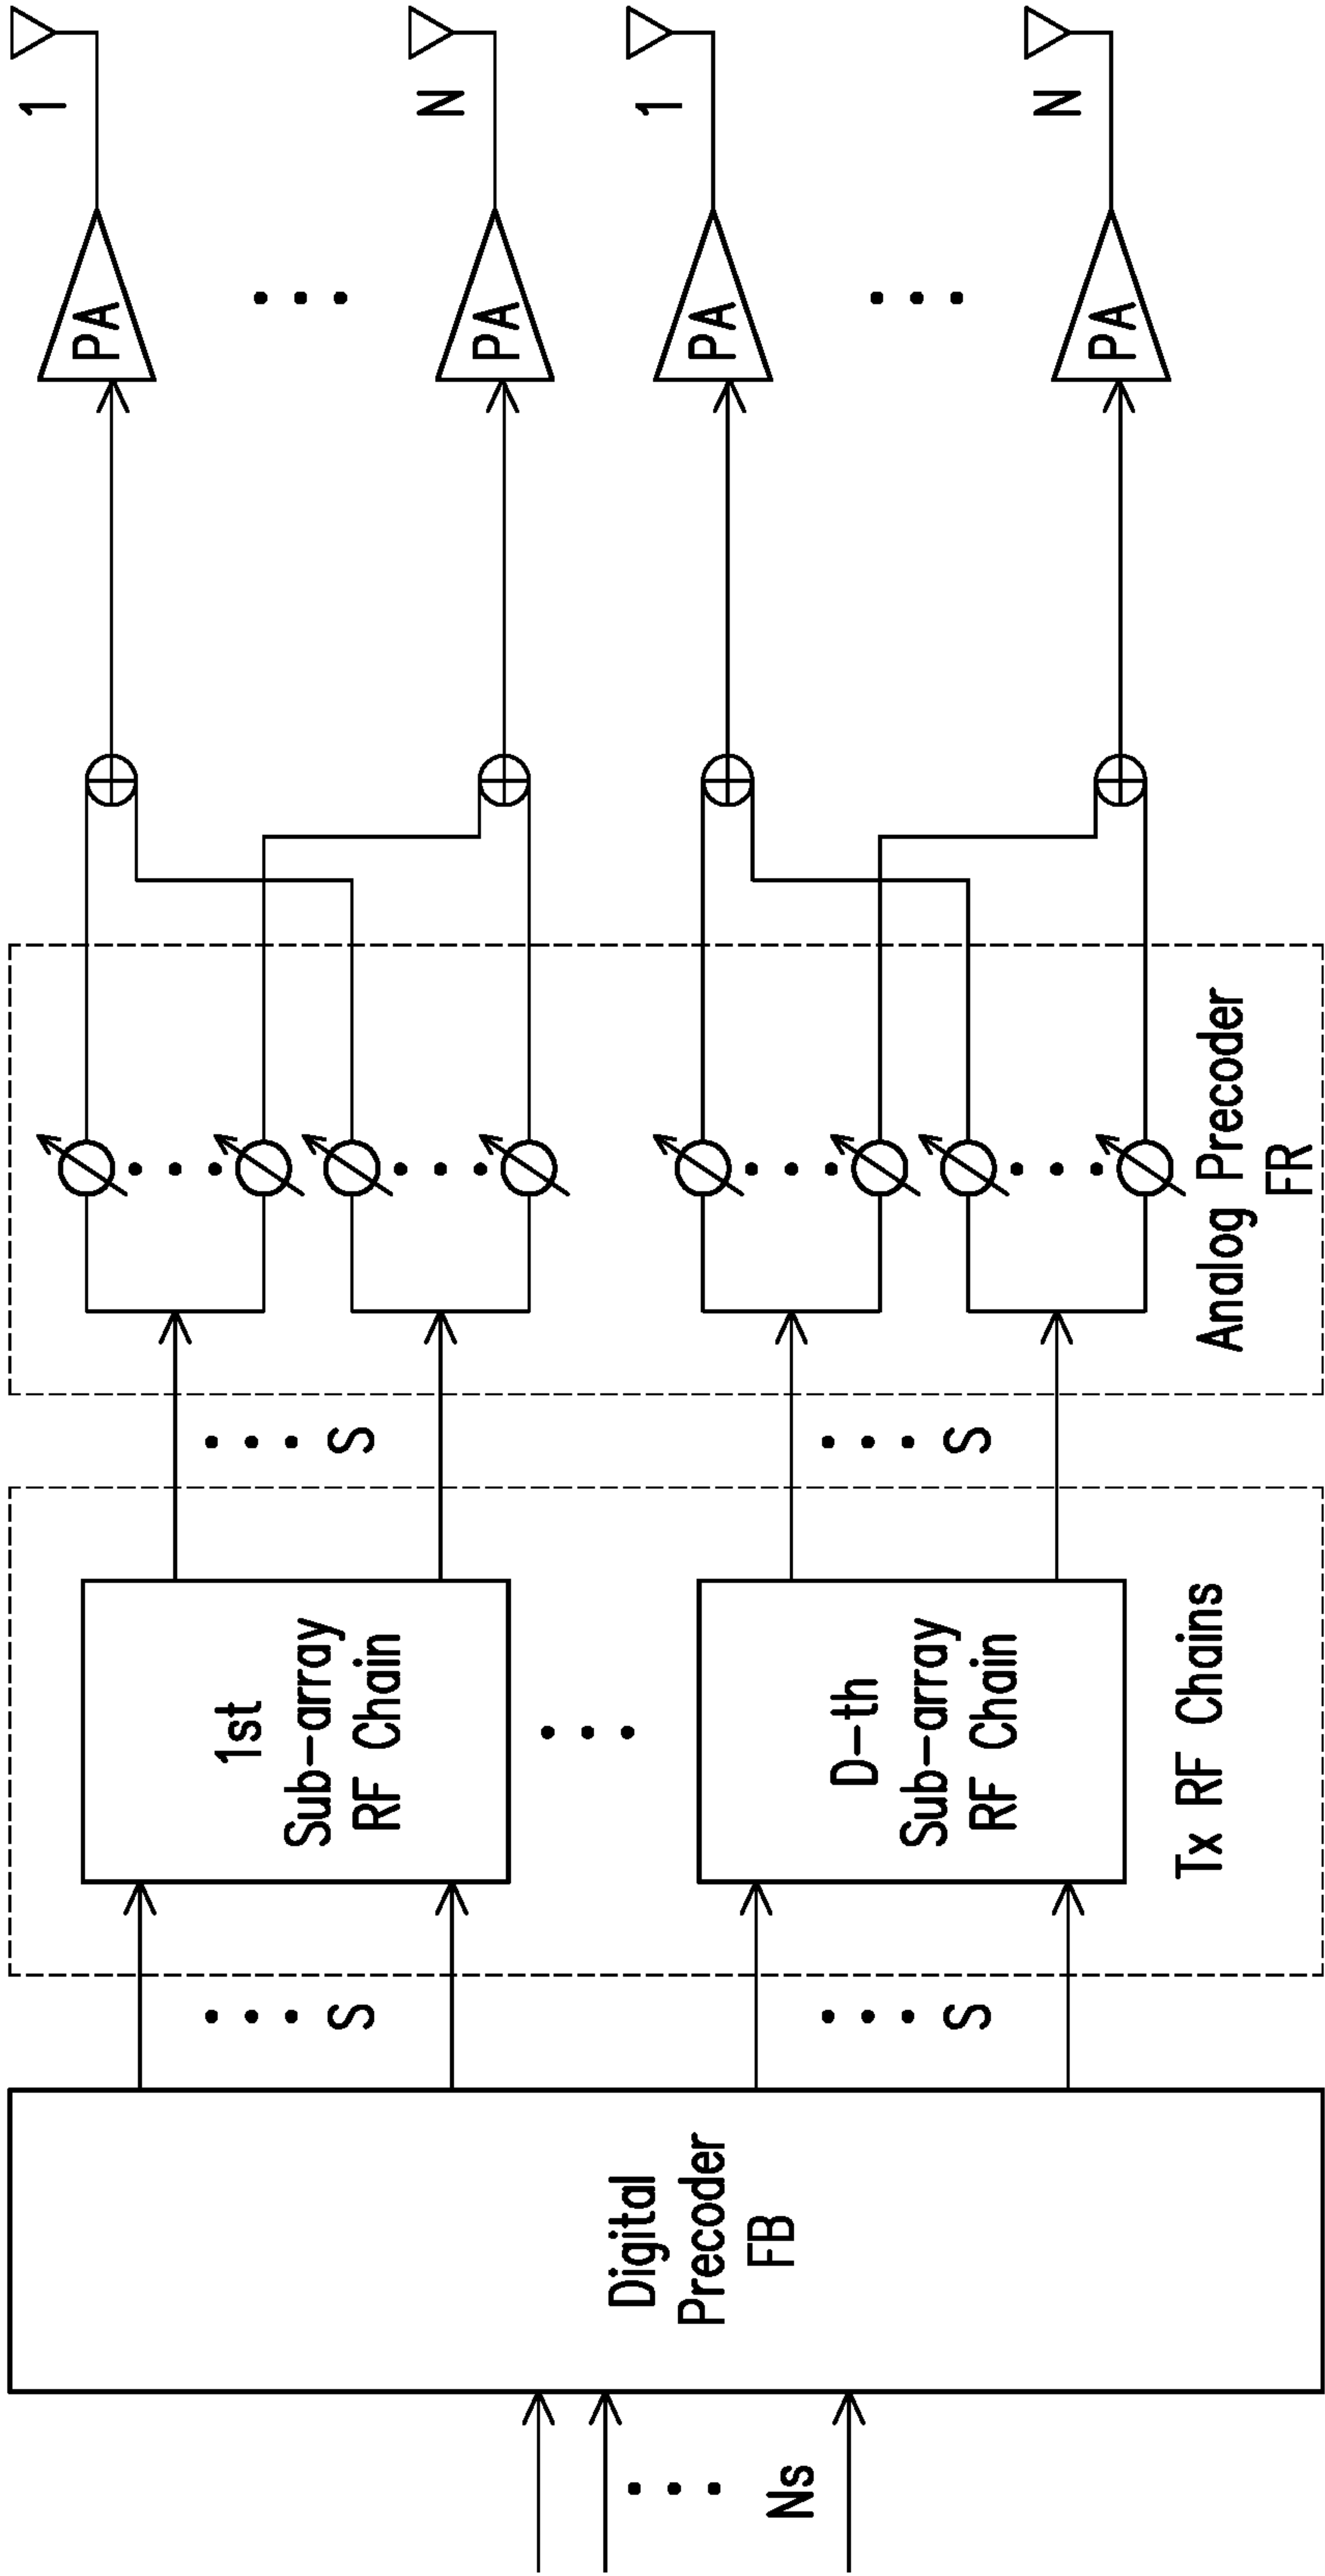 Ns
Digital
Precoder
FB
S
S
1st
Sub-array
RF Chain
D-th
Sub-array
RF Chain
Tx RF Chains
S
S
Analog Precoder
FR
PA
PA
PA
PA
1
N
1
N